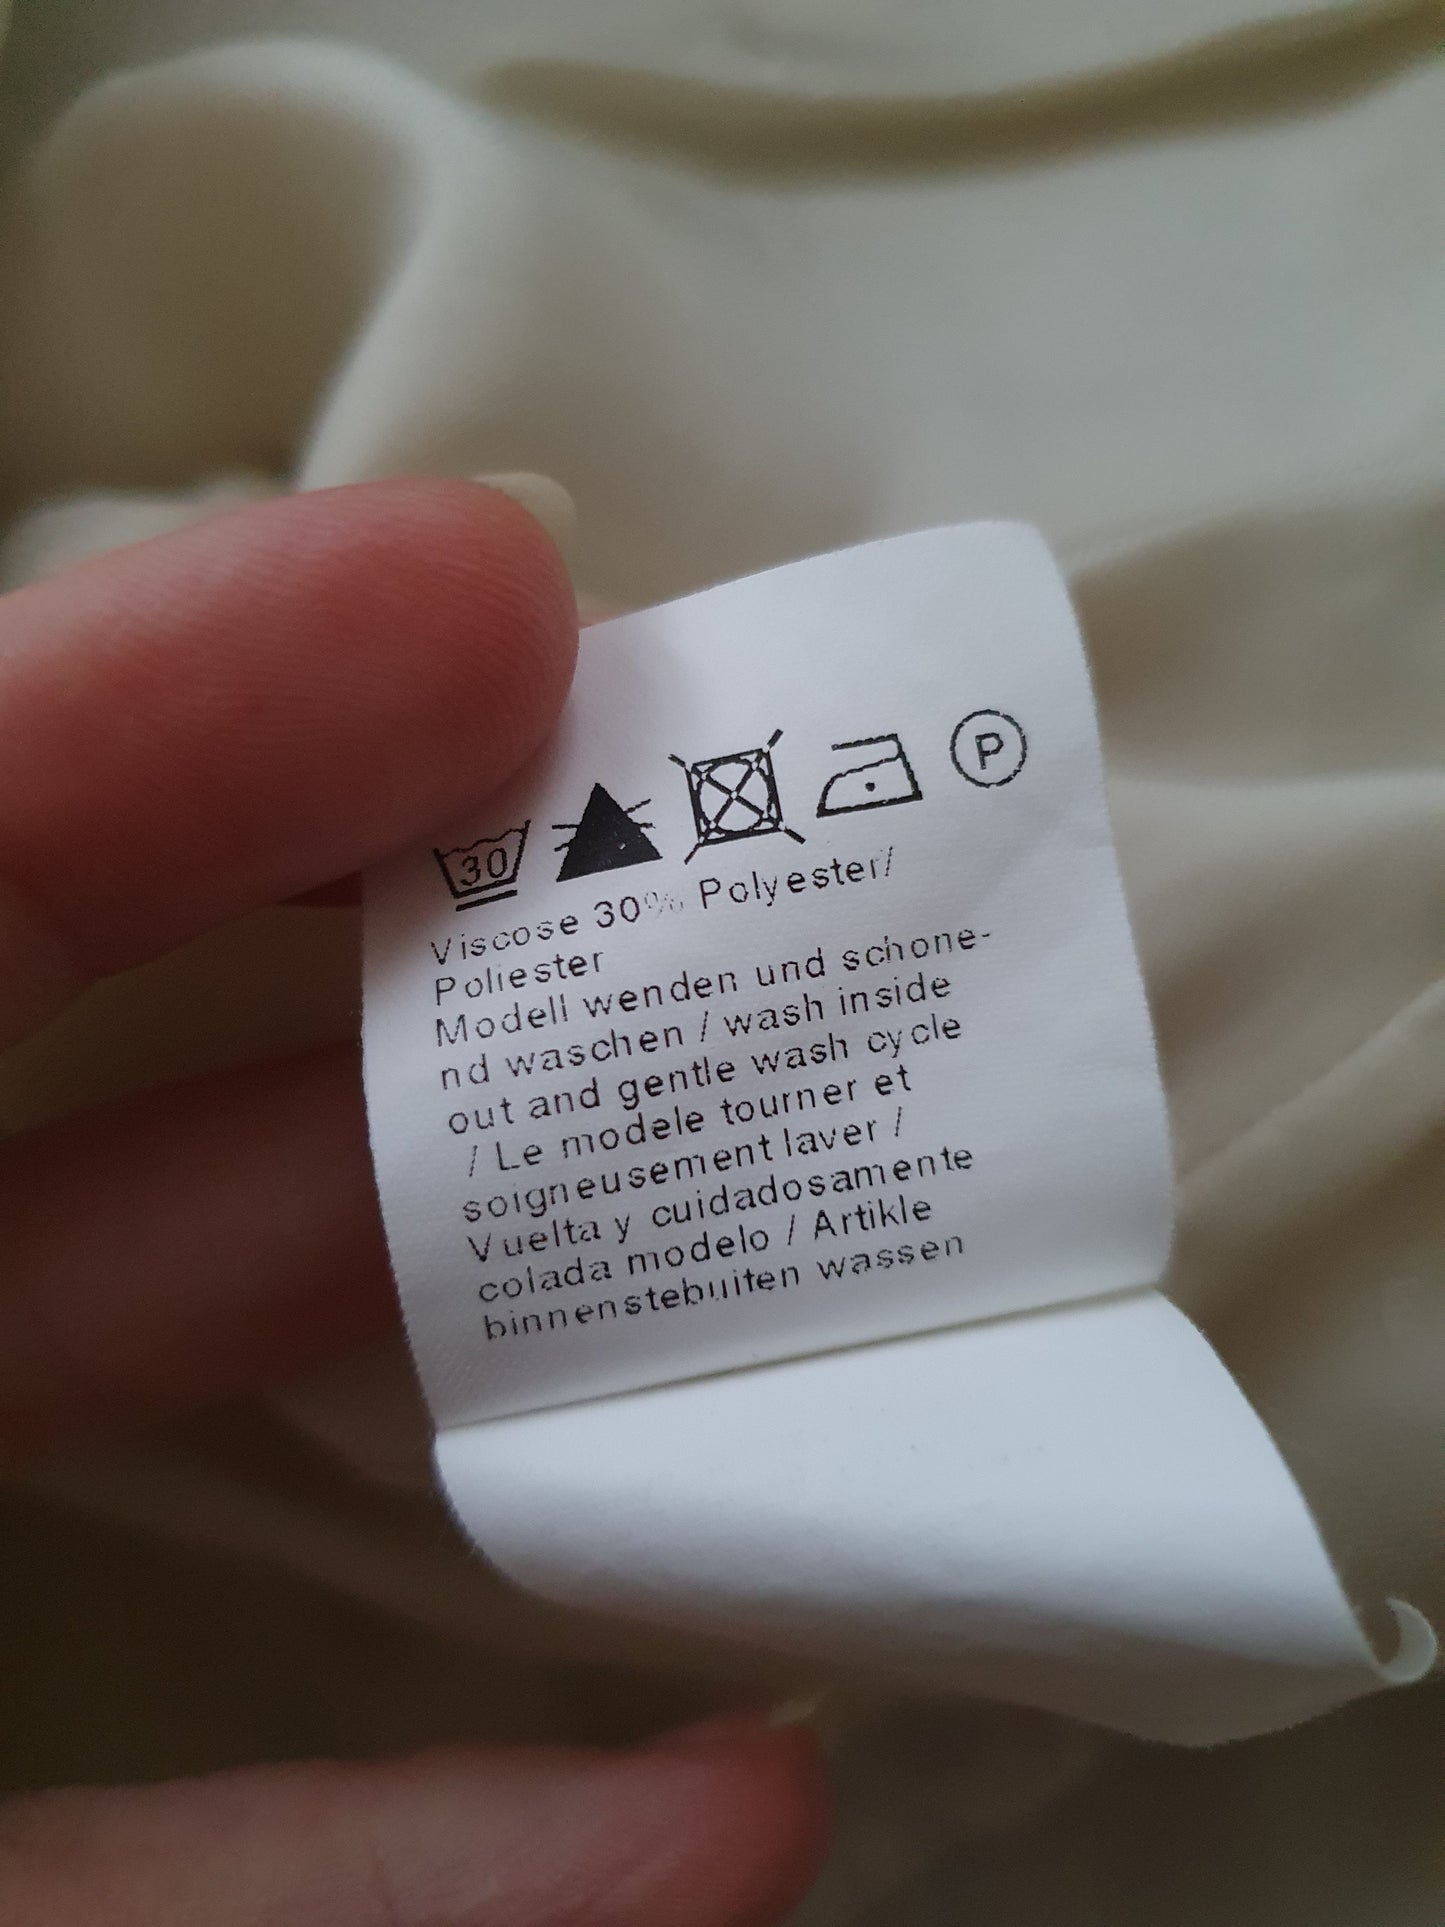 30
P
Viscose 30% Polyester/
Poliester
Modell wenden und schone-
nd waschen / wash inside
out and gentle wash cycle
/ Le modele tourner et
soigneusement laver /
Vuelta y cuidadosamente
colada modelo / Artikle
binnenstebuiten wassen